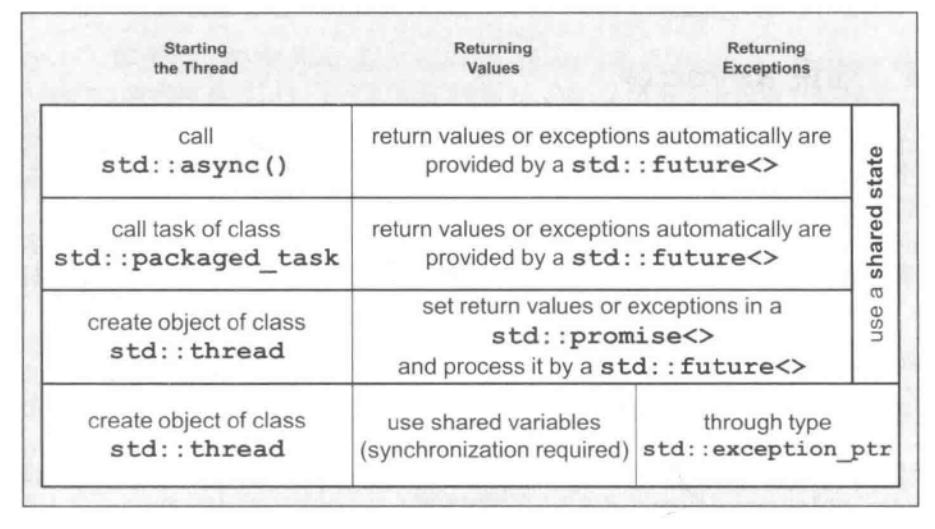 Starting
the Thread
Returning
Values
Returning
Exceptions
call
std::async()
return values or exceptions automatically are
provided by a std::future<>
call task of class
std::packaged_task
return values or exceptions automatically are
provided by a std::future<>
create object of class
std::thread
set return values or exceptions in a
std::promise<>
and process it by a std::future<>
use a shared state
create object of class
std::thread
use shared variables
(synchronization required)
through type
std::exception_ptr